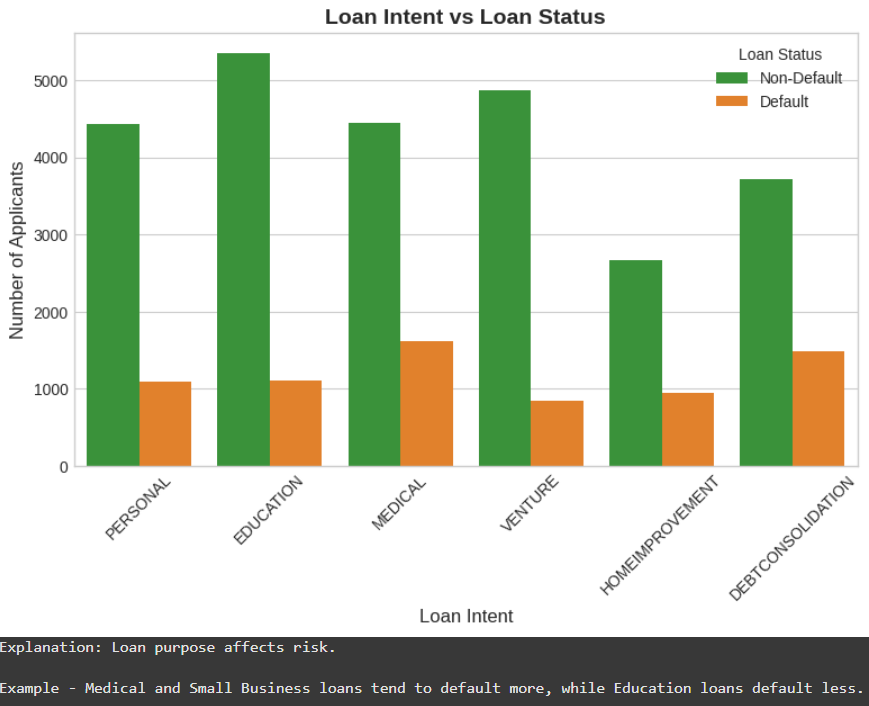 Loan Intent vs Loan Status
Loan Status
Non-Default
Default
Number of Applicants
5000
4000
3000
2000
1000
0
PERSONAL
EDUCATION
MEDICAL
VENTURE
HOMEIMPROVEMENT
DEBTCONSOLIDATION
Loan Intent
Explanation: Loan purpose affects risk.
Example - Medical and Small Business loans tend to default more, while Education loans default less.